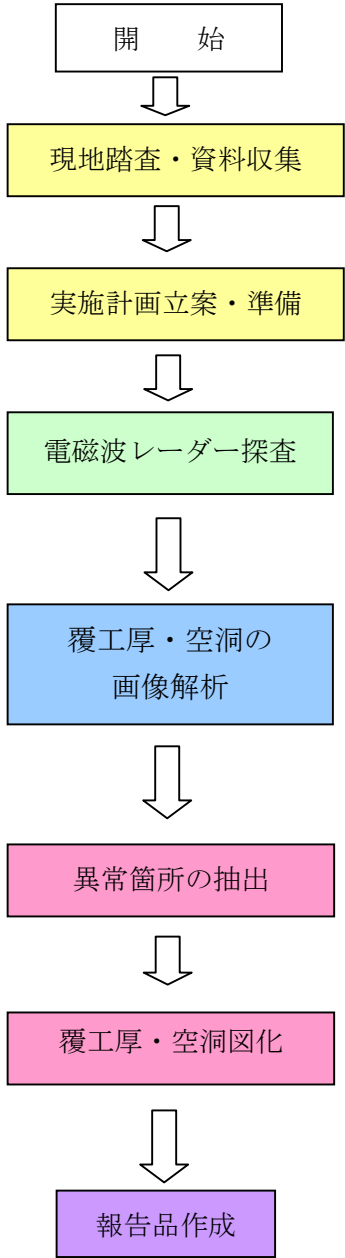 開　　始
現地踏査・資料収集
実施計画立案・準備
電磁波レーダー探査
覆工厚・空洞の
画像解析
異常箇所の抽出
覆工厚・空洞図化
報告品作成